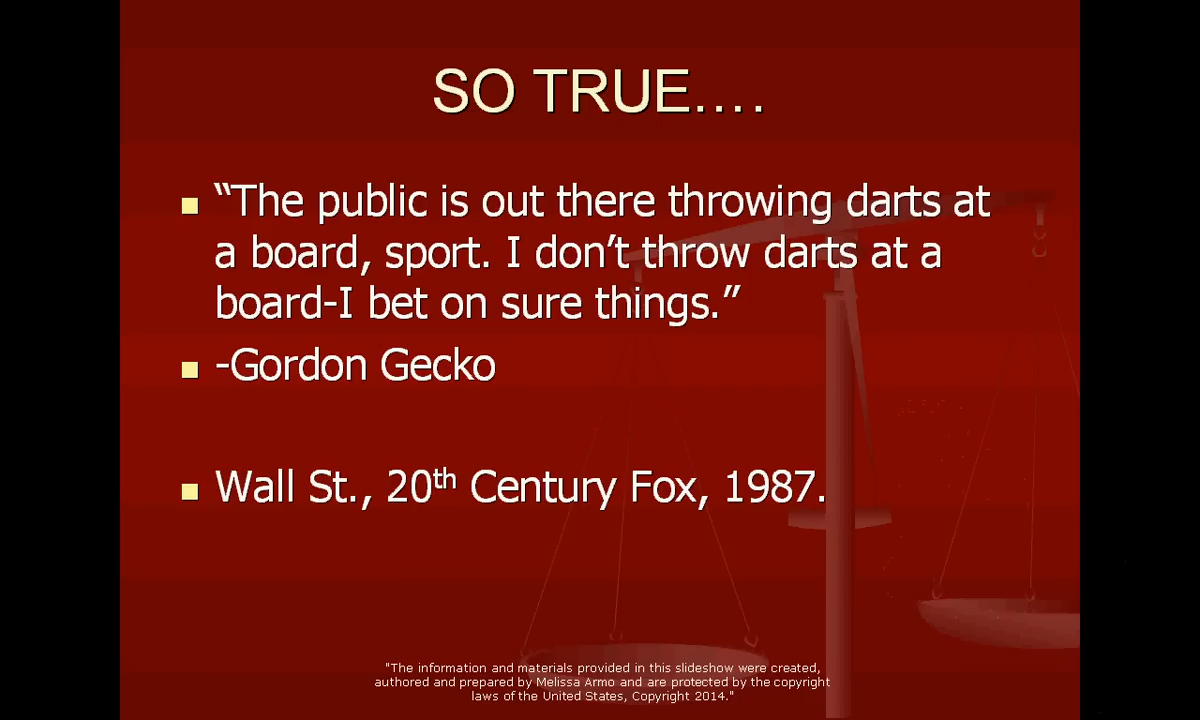 SO TRUE....
“The public is out there throwing darts at
a board, sport. I don’t throw darts at a
board-I bet on sure things.”
-Gordon Gecko
Wall St., 20th Century Fox, 1987.
"The information and materials provided in this slideshow were created,
authored and prepared by Melissa Armo and are protected by the copyright
laws of the United States, Copyright 2014."